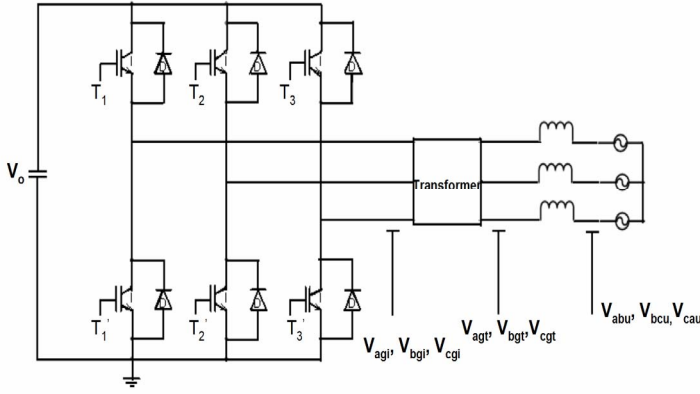 T1
T2
T3
Vo
Transformer
T1'
T2'
T3'
Vagi, Vbgi, Vcgi
Vagt, Vbgt,Vcgt
Vabu, Vbcu,Vcau